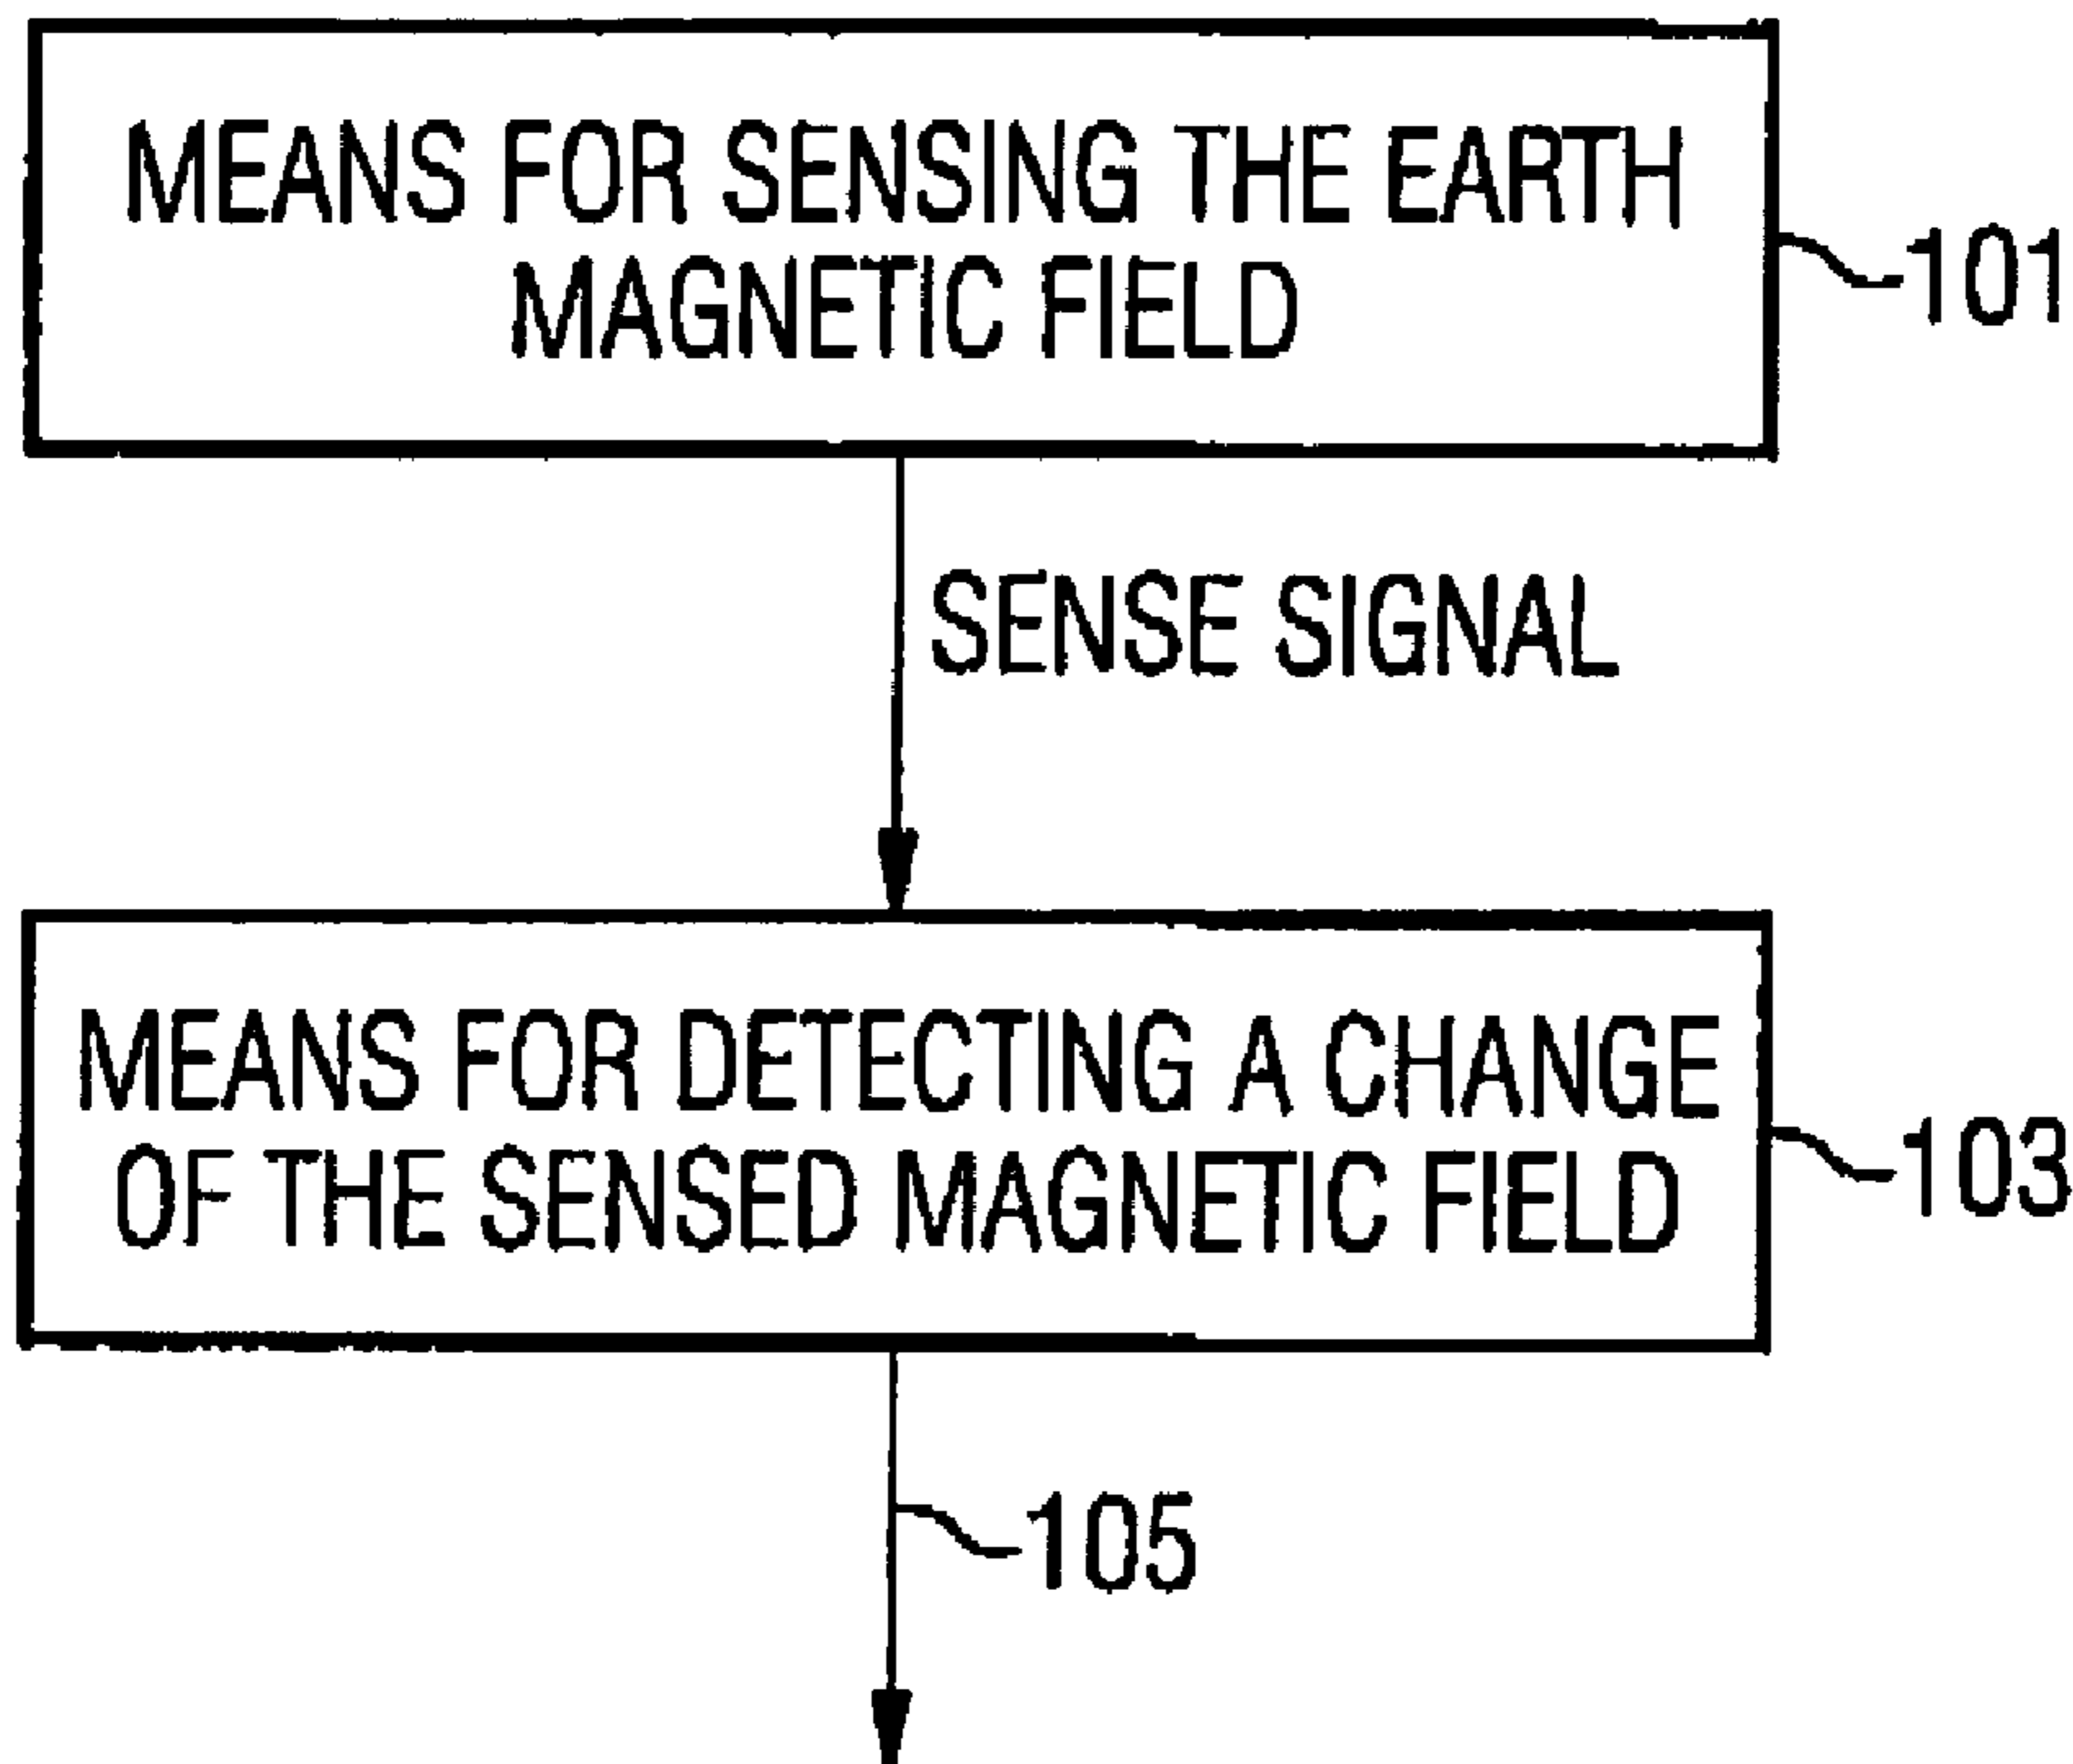 MEANS FOR SENSING THE EARTH
MAGNETIC FIELD
101
SENSE SIGNAL
MEANS FOR DETECTING A CHANGE
OF THE SENSED MAGNETIC FIELD
103
105